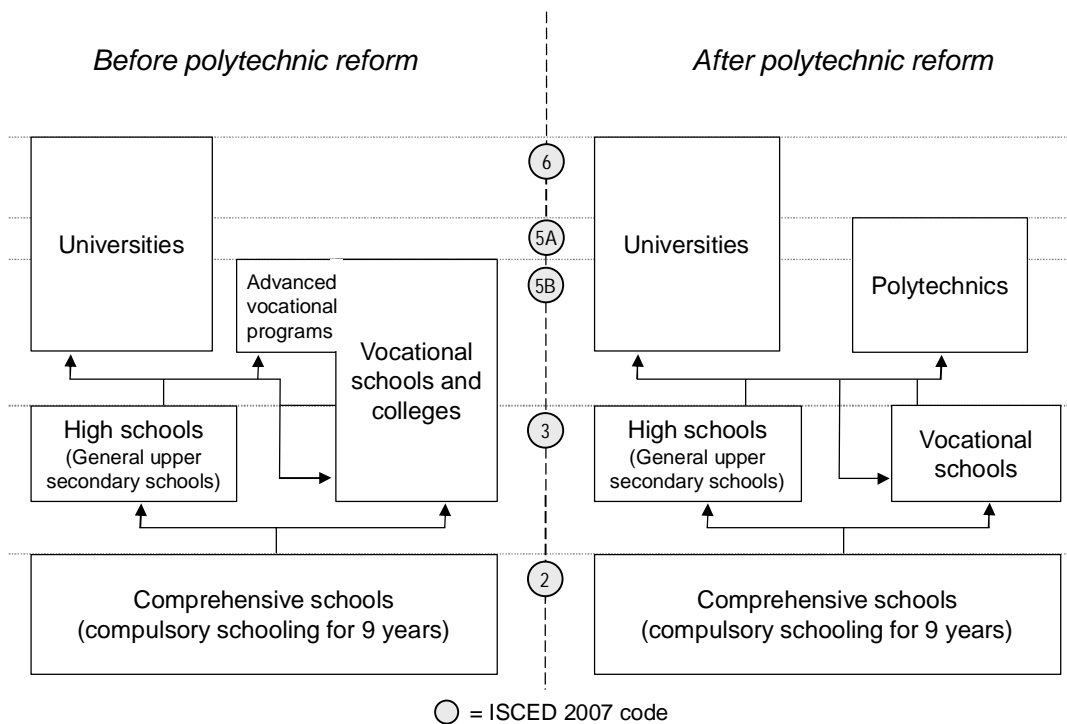 Before polytechnic reform
After polytechnic reform
6
Universities
5A
Universities
Advanced
vocational
programs
5B
Polytechnics
Vocational
schools and
colleges
High schools
(General upper
secondary schools)
3
High schools
(General upper
secondary schools)
Vocational
schools
2
Comprehensive schools
(compulsory schooling for 9 years)
Comprehensive schools
(compulsory schooling for 9 years)
= ISCED 2007 code